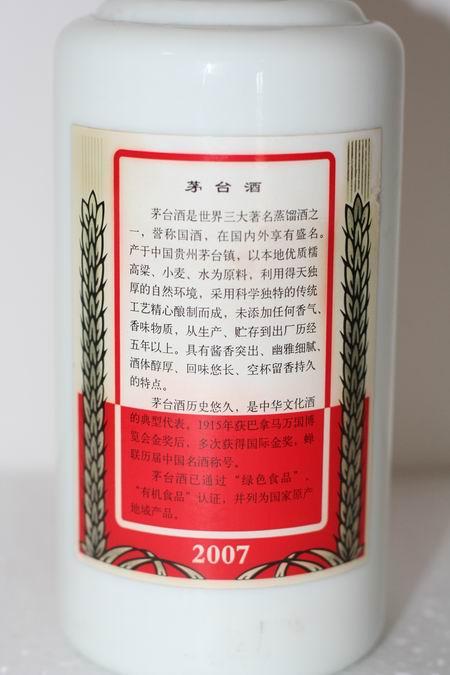 茅台酒
茅台酒是世界三大著名蒸馏酒之
一，誉称国酒，在国内外享有盛名。
产于中国贵州茅台镇，以本地优质糯
高梁、小麦、水为原料，利用得天独
厚的自然环境，采用科学独特的传统
工艺精心酿制而成，未添加任何香气、
香味物质，从生产、贮存到出厂历经
五年以上。具有酱香突出、幽雅细腻、
酒体醇厚、回味悠长、空杯留香持久
的特点。
茅台酒历史悠久，是中华文化酒
的典型代表。1915年获巴拿马万国博
览会金奖后，多次获得国际金奖，蝉
联历届中国名酒称号。
茅台酒已通过“绿色食品”、
“有机食品”认证，并列为国家原产
地域产品。
2007